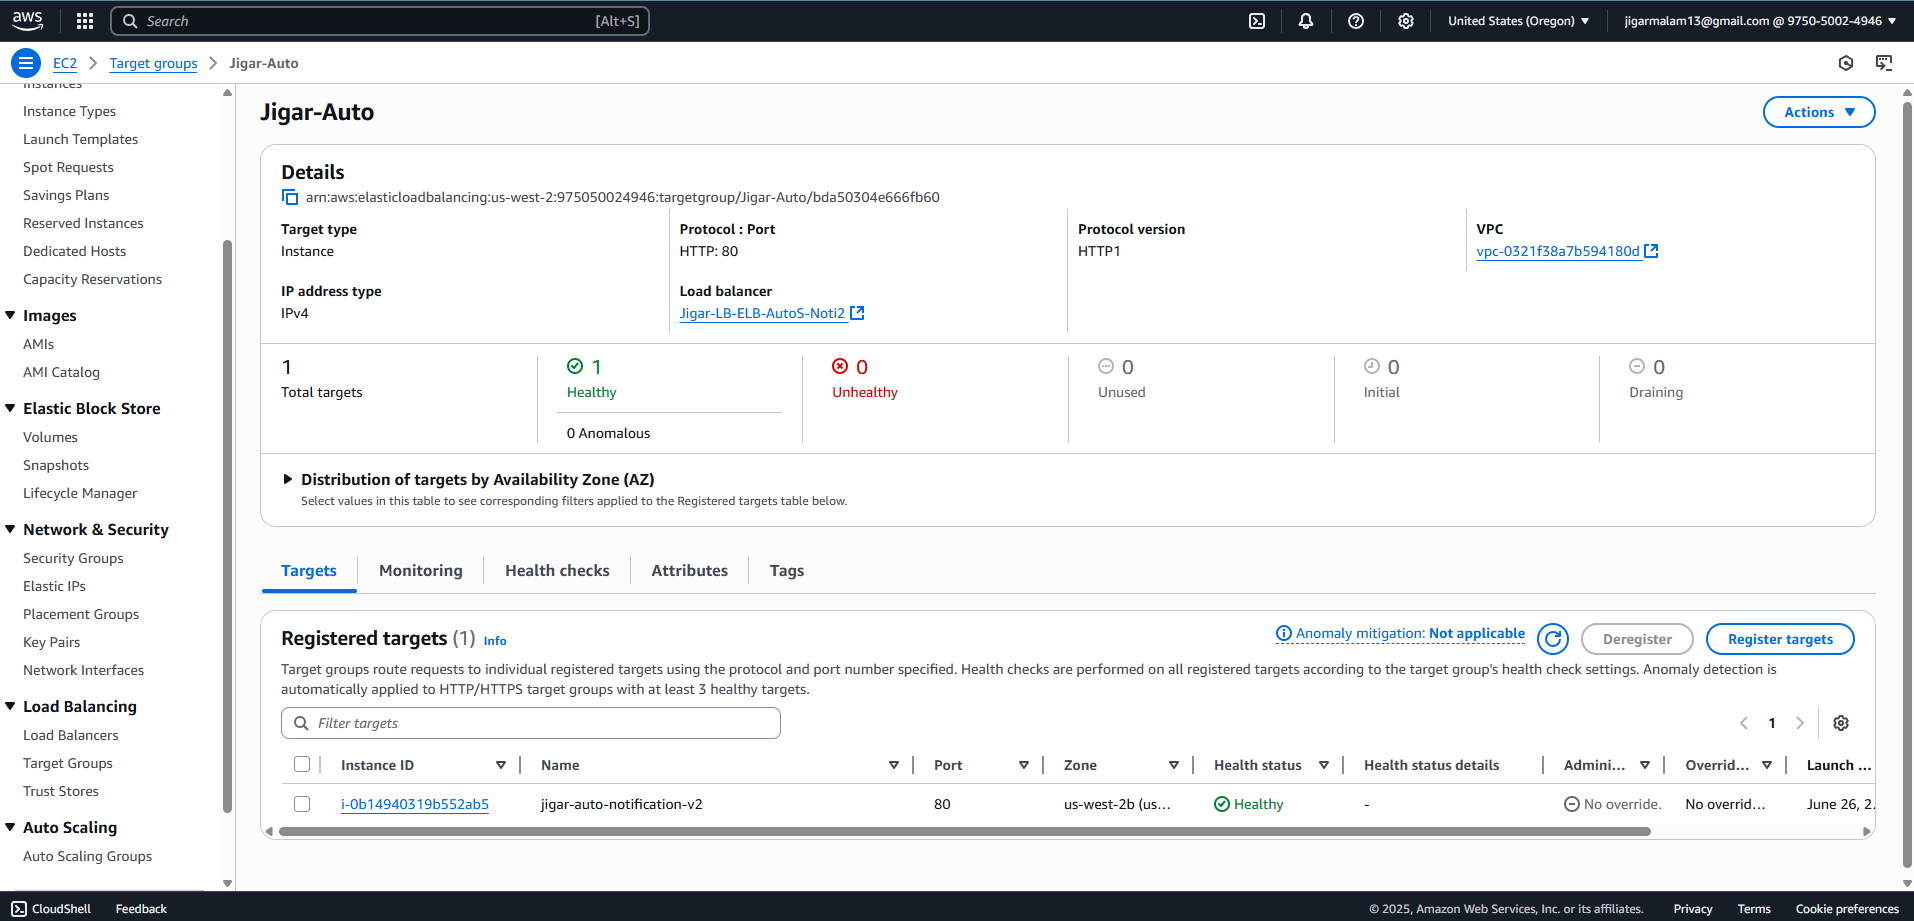 aws
Search
[Alt+S]
United States (Oregon)
jigarmalam13@gmail.com @ 9750-5002-4946
EC2
Target groups
Jigar-Auto
Instances
Instance Types
Launch Templates
Spot Requests
Savings Plans
Reserved Instances
Dedicated Hosts
Capacity Reservations
Images
AMIs
AMI Catalog
Elastic Block Store
Volumes
Snapshots
Lifecycle Manager
Network & Security
Security Groups
Elastic IPs
Placement Groups
Key Pairs
Network Interfaces
Load Balancing
Load Balancers
Target Groups
Trust Stores
Auto Scaling
Auto Scaling Groups
Jigar-Auto
Actions
Details
arn:aws:elasticloadbalancing:us-west-2:975050024946:targetgroup/Jigar-Auto/bda50304e666fb60
Target type
Instance
Protocol : Port
HTTP: 80
Protocol version
HTTP1
VPC
vpc-0321f38a7b594180d
IP address type
IPv4
Load balancer
Jigar-LB-ELB-AutoS-Noti2
1
Total targets
1
Healthy
0 Anomalous
0
Unhealthy
0
Unused
0
Initial
0
Draining
Distribution of targets by Availability Zone (AZ)
Select values in this table to see corresponding filters applied to the Registered targets table below.
Targets
Monitoring
Health checks
Attributes
Tags
Registered targets (1) Info
Anomaly mitigation: Not applicable
Deregister
Register targets
Target groups route requests to individual registered targets using the protocol and port number specified. Health checks are performed on all registered targets according to the target group's health check settings. Anomaly detection is
automatically applied to HTTP/HTTPS target groups with at least 3 healthy targets.
Filter targets
1
Instance ID
Name
Port
Zone
Health status
Health status details
Admini...
Overrid...
Launch ...
i-0b14940319b552ab5
jigar-auto-notification-v2
80
us-west-2b (us...
Healthy
-
No override.
No overrid...
June 26, 2.
CloudShell
Feedback
© 2025, Amazon Web Services, Inc. or its affiliates.
Privacy
Terms
Cookie preferences